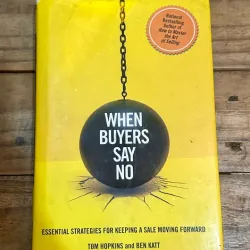 National
Bestselling
Author of
How to Master
the Art
of Selling
WHEN
BUYERS
SAY
NO
ESSENTIAL STRATEGIES FOR KEEPING A SALE MOVING FORWARD
TOM HOPKINS and BEN KATT